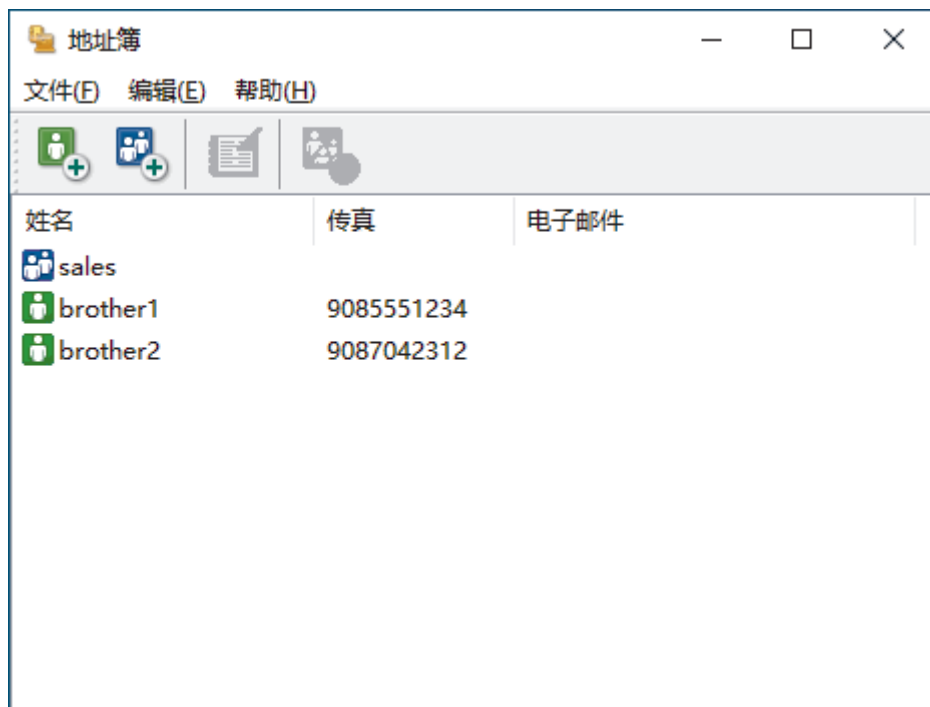 地址簿
文件(F) 编辑(E) 帮助(H)
姓名 传真 电子邮件
sales
brother1 9085551234
brother2 9087042312